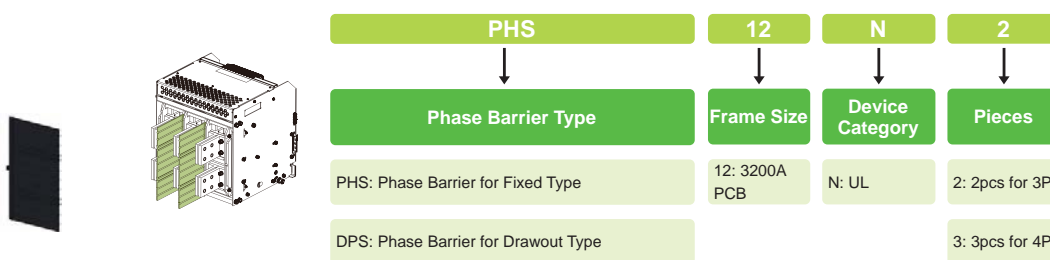 PHS 12 N 2
Phase Barrier Type Frame Size Device Category Pieces
PHS: Phase Barrier for Fixed Type 12: 3200A PCB N: UL 2: 2pcs for 3P
DPS: Phase Barrier for Drawout Type 3: 3pcs for 4P